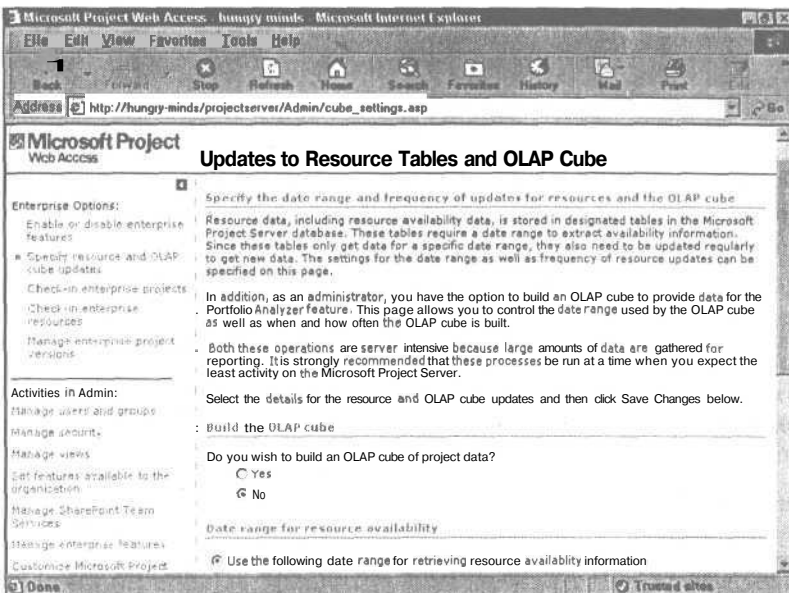 Microsoft Project Web Access - hungry minds - Microsoft Internet Explorer
File Edit View Favorites Tools Help
Back Forward Stop Refresh Home Search Favorites History Mail Print Edit
Address http://hungry-minds/projectserver/Admin/cube_settings.asp Go
Microsoft Project
Web Access
Updates to Resource Tables and OLAP Cube
Enterprise Options:
Enable or disable enterprise
features
Specify resource and OLAP
cube updates
Check-in enterprise projects
Check-in enterprise
resources
Manage enterprise project
versions
Activities in Admin:
Manage users and groups
Manage security
Manage views
Set features available to the
organization
Manage SharePoint Team
Services
Manage enterprise features
Customize Microsoft Project
Specify the date range and frequency of updates for resources and the OLAP cube
Resource data, including resource availability data, is stored in designated tables in the Microsoft
Project Server database. These tables require a date range to extract availability information.
Since these tables only get data for a specific date range, they also need to be updated regularly
to get new data. The settings for the date range as well as frequency of resource updates can be
specified on this page.
In addition, as an administrator, you have the option to build an OLAP cube to provide data for the
Portfolio Analyzer feature. This page allows you to control the date range used by the OLAP cube
as well as when and how often the OLAP cube is built.
Both these operations are server intensive because large amounts of data are gathered for
reporting. It is strongly recommended that these processes be run at a time when you expect the
least activity on the Microsoft Project Server.
Select the details for the resource and OLAP cube updates and then click Save Changes below.
Build the OLAP cube
Do you wish to build an OLAP cube of project data?
Yes
No
Date range for resource availability
Use the following date range for retrieving resource availablity information
Done Trusted sites